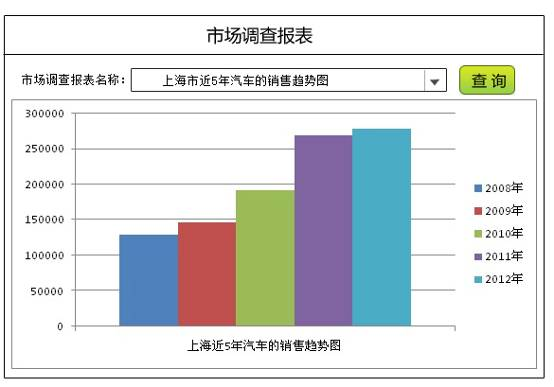 市场调查报表
市场调查报表名称： 上海市近5年汽车的销售趋势图 查 询
300000
250000
200000
150000
100000
50000
0
2008年
2009年
2010年
2011年
2012年
上海近5年汽车的销售趋势图